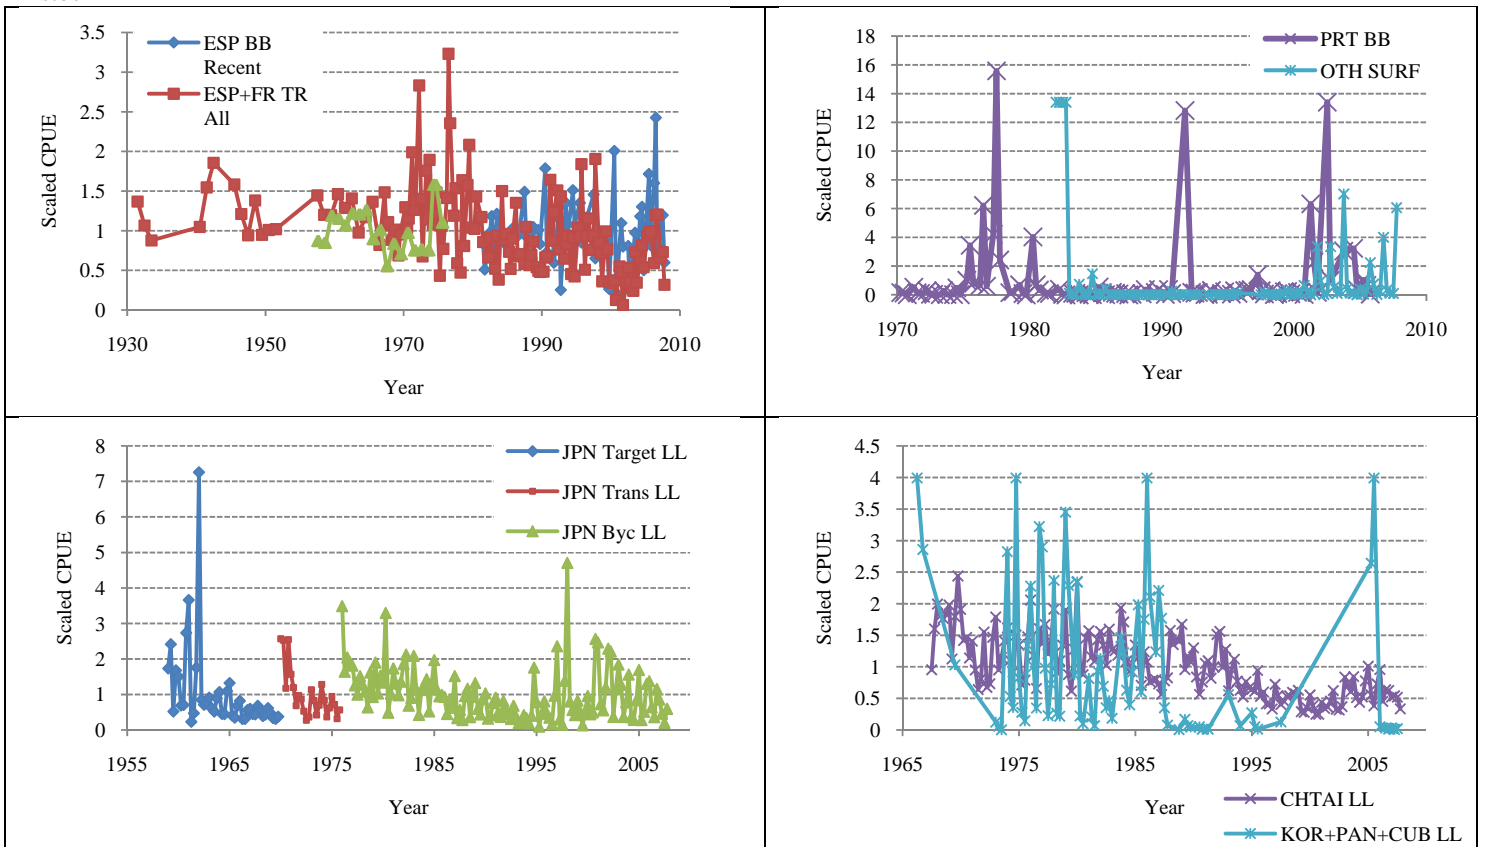 3.5
3
2.5
2
1.5
1
0.5
0
Scaled CPUE
ESP BB
Recent
ESP+FR TR
All
1930 1950 1970 1990 2010
Year
18
16
14
12
10
8
6
4
2
0
Scaled CPUE
PRT BB
OTH SURF
1970 1980 1990 2000 2010
Year
8
7
6
5
4
3
2
1
0
Scaled CPUE
JPN Target LL
JPN Trans LL
JPN Byc LL
1955 1965 1975 1985 1995 2005
Year
4.5
4
3.5
3
2.5
2
1.5
1
0.5
0
Scaled CPUE
1965 1975 1985 1995 2005
Year
CHTAI LL
KOR+PAN+CUB LL